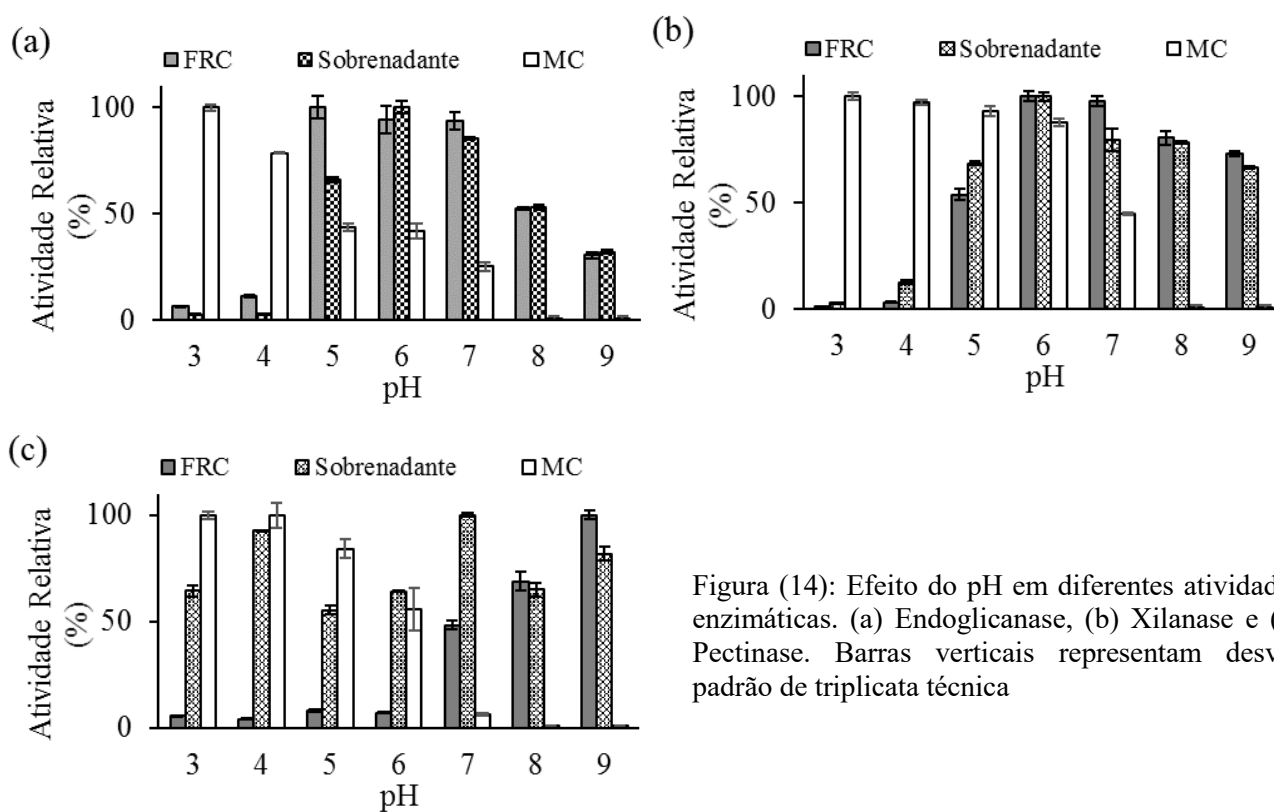 (a)
FRC Sobrenadante MC
Atividade Relativa
(%)
100
50
0
3 4 5 6 7 8 9
pH
(b)
FRC Sobrenadante MC
Atividade Relativa
(%)
100
50
0
3 4 5 6 7 8 9
pH
(c)
FRC Sobrenadante MC
Atividade Relativa
(%)
100
50
0
3 4 5 6 7 8 9
pH
Figura (14): Efeito do pH em diferentes atividad
enzimáticas. (a) Endoglicanase, (b) Xilanase e (
Pectinase. Barras verticais representam desv
padrão de triplicata técnica